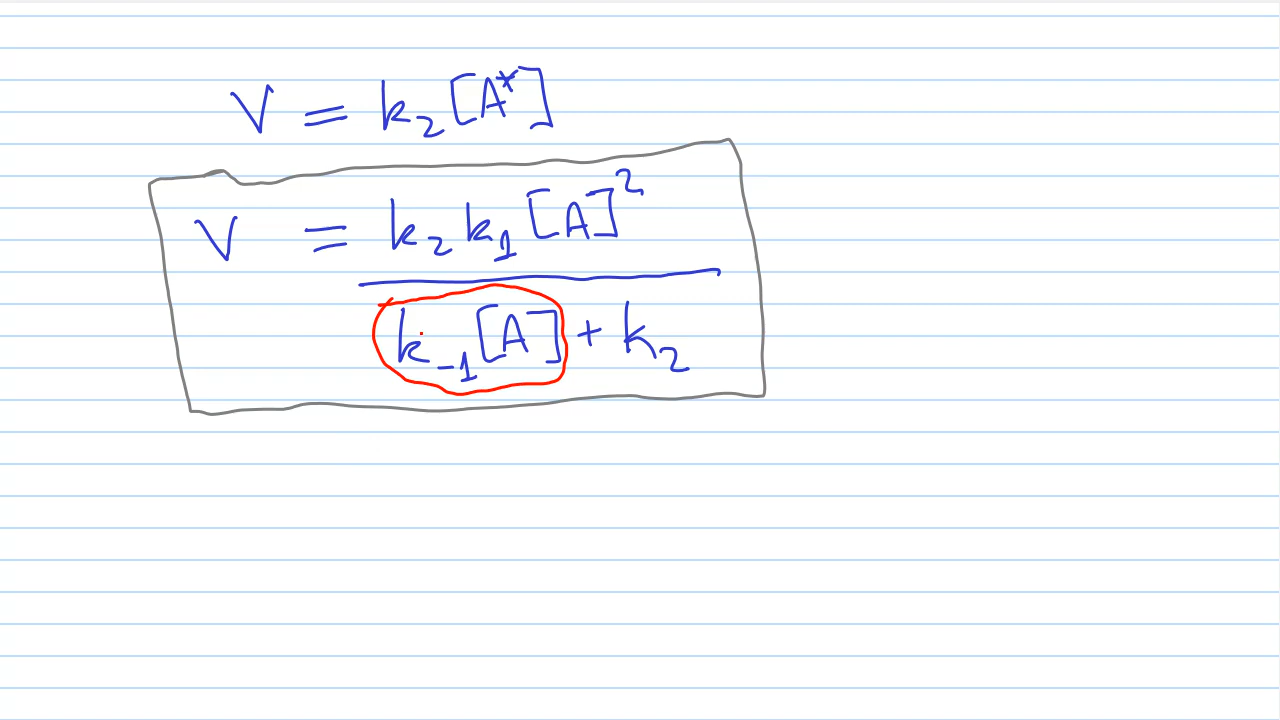 V = k₂[A*]
V = k₂k₁[A]²
k₋₁[A] + k₂